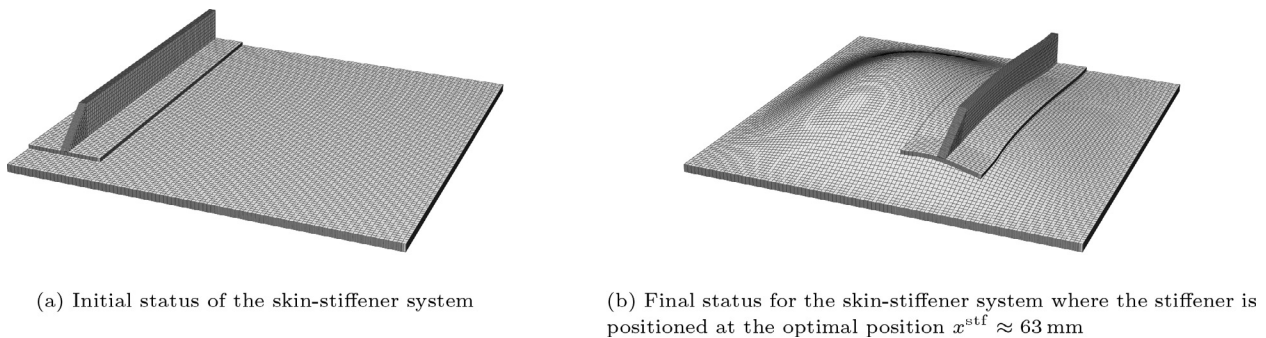 (a) Initial status of the skin-stiffener system
(b) Final status for the skin-stiffener system where the stiffener is
positioned at the optimal position x^stf ≈ 63 mm